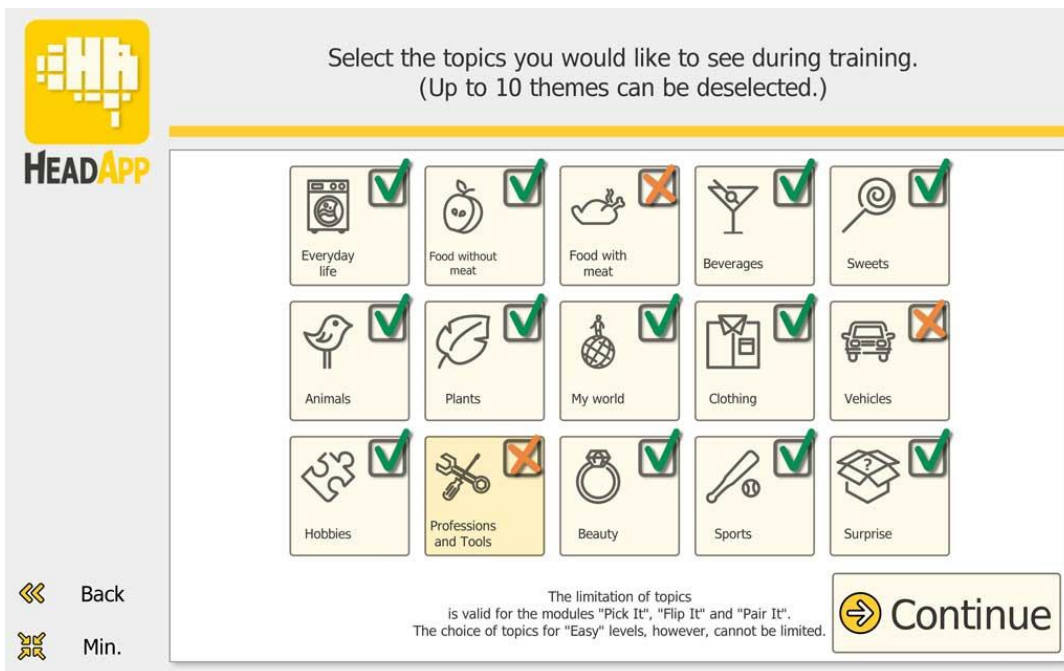 Select the topics you would like to see during training.
(Up to 10 themes can be deselected.)
HEADAPP
Everyday
life
Food without
meat
Food with
meat
Beverages
Sweets
Animals
Plants
My world
Clothing
Vehicles
Hobbies
Professions
and Tools
Beauty
Sports
?
Surprise
Back
Min.
The limitation of topics
is valid for the modules "Pick It", "Flip It" and "Pair It".
The choice of topics for "Easy" levels, however, cannot be limited.
Continue